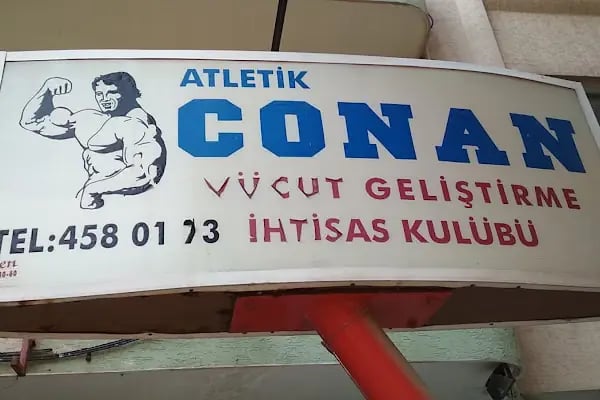 ATLETİK
CONAN
VÜCUT GELİŞTİRME
TEL:458 01 73 İHTİSAS KULÜBÜ